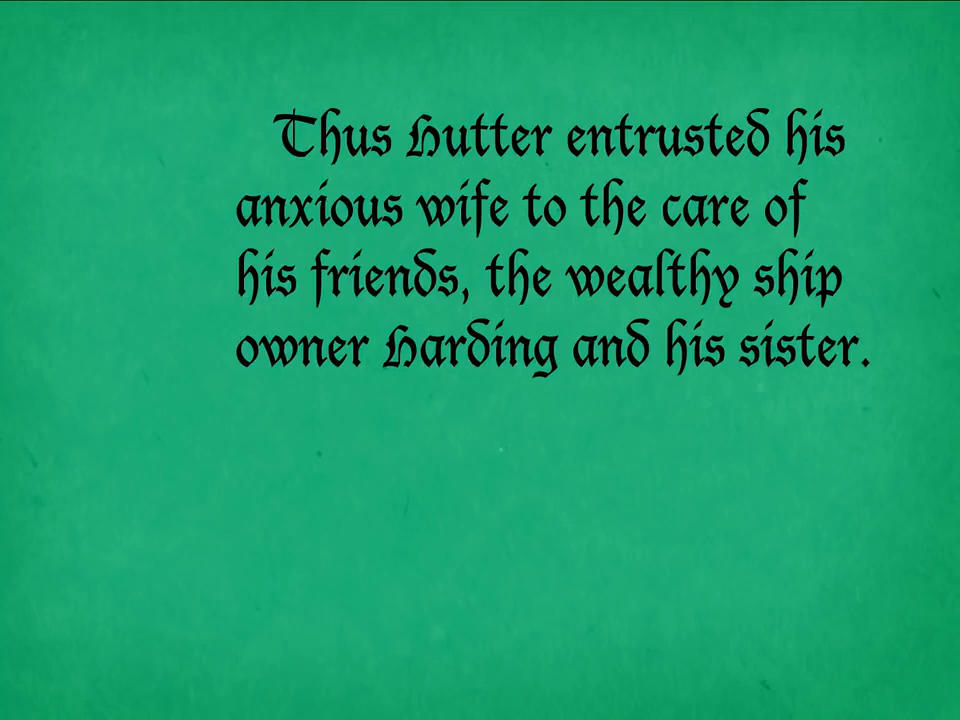 Thus Hutter entrusted his
anxious wife to the care of
his friends, the wealthy ship
owner Harding and his sister.